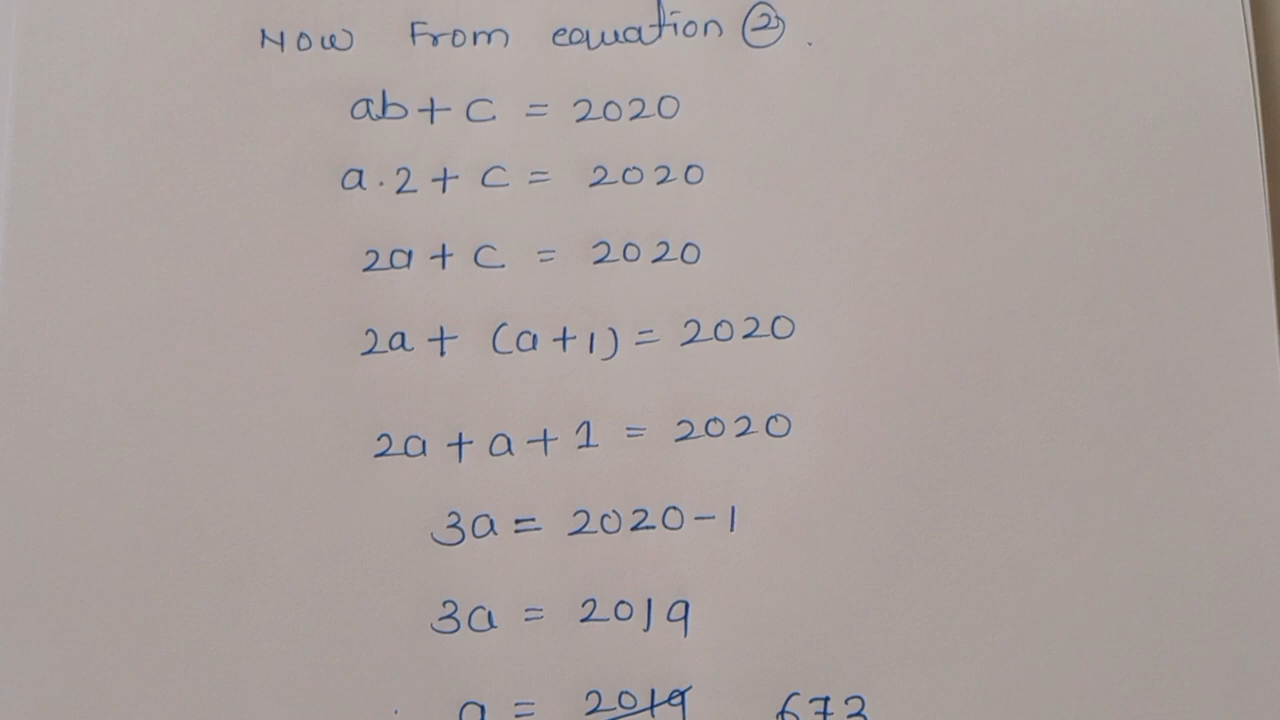 Now From equation ②.
ab + c = 2020
a . 2 + c = 2020
2a + c = 2020
2a + (a+1) = 2020
2a + a + 1 = 2020
3a = 2020 - 1
3a = 2019
a = 2019 673